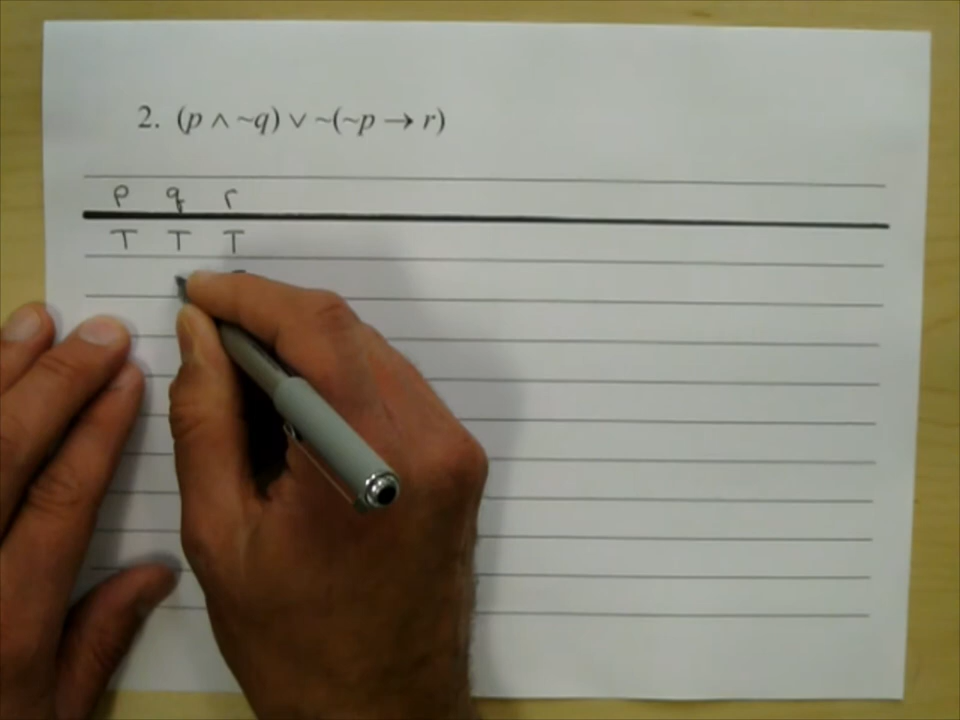 2. (p ∧ ~q) ∨ ~(~p → r)
p q r
T T T